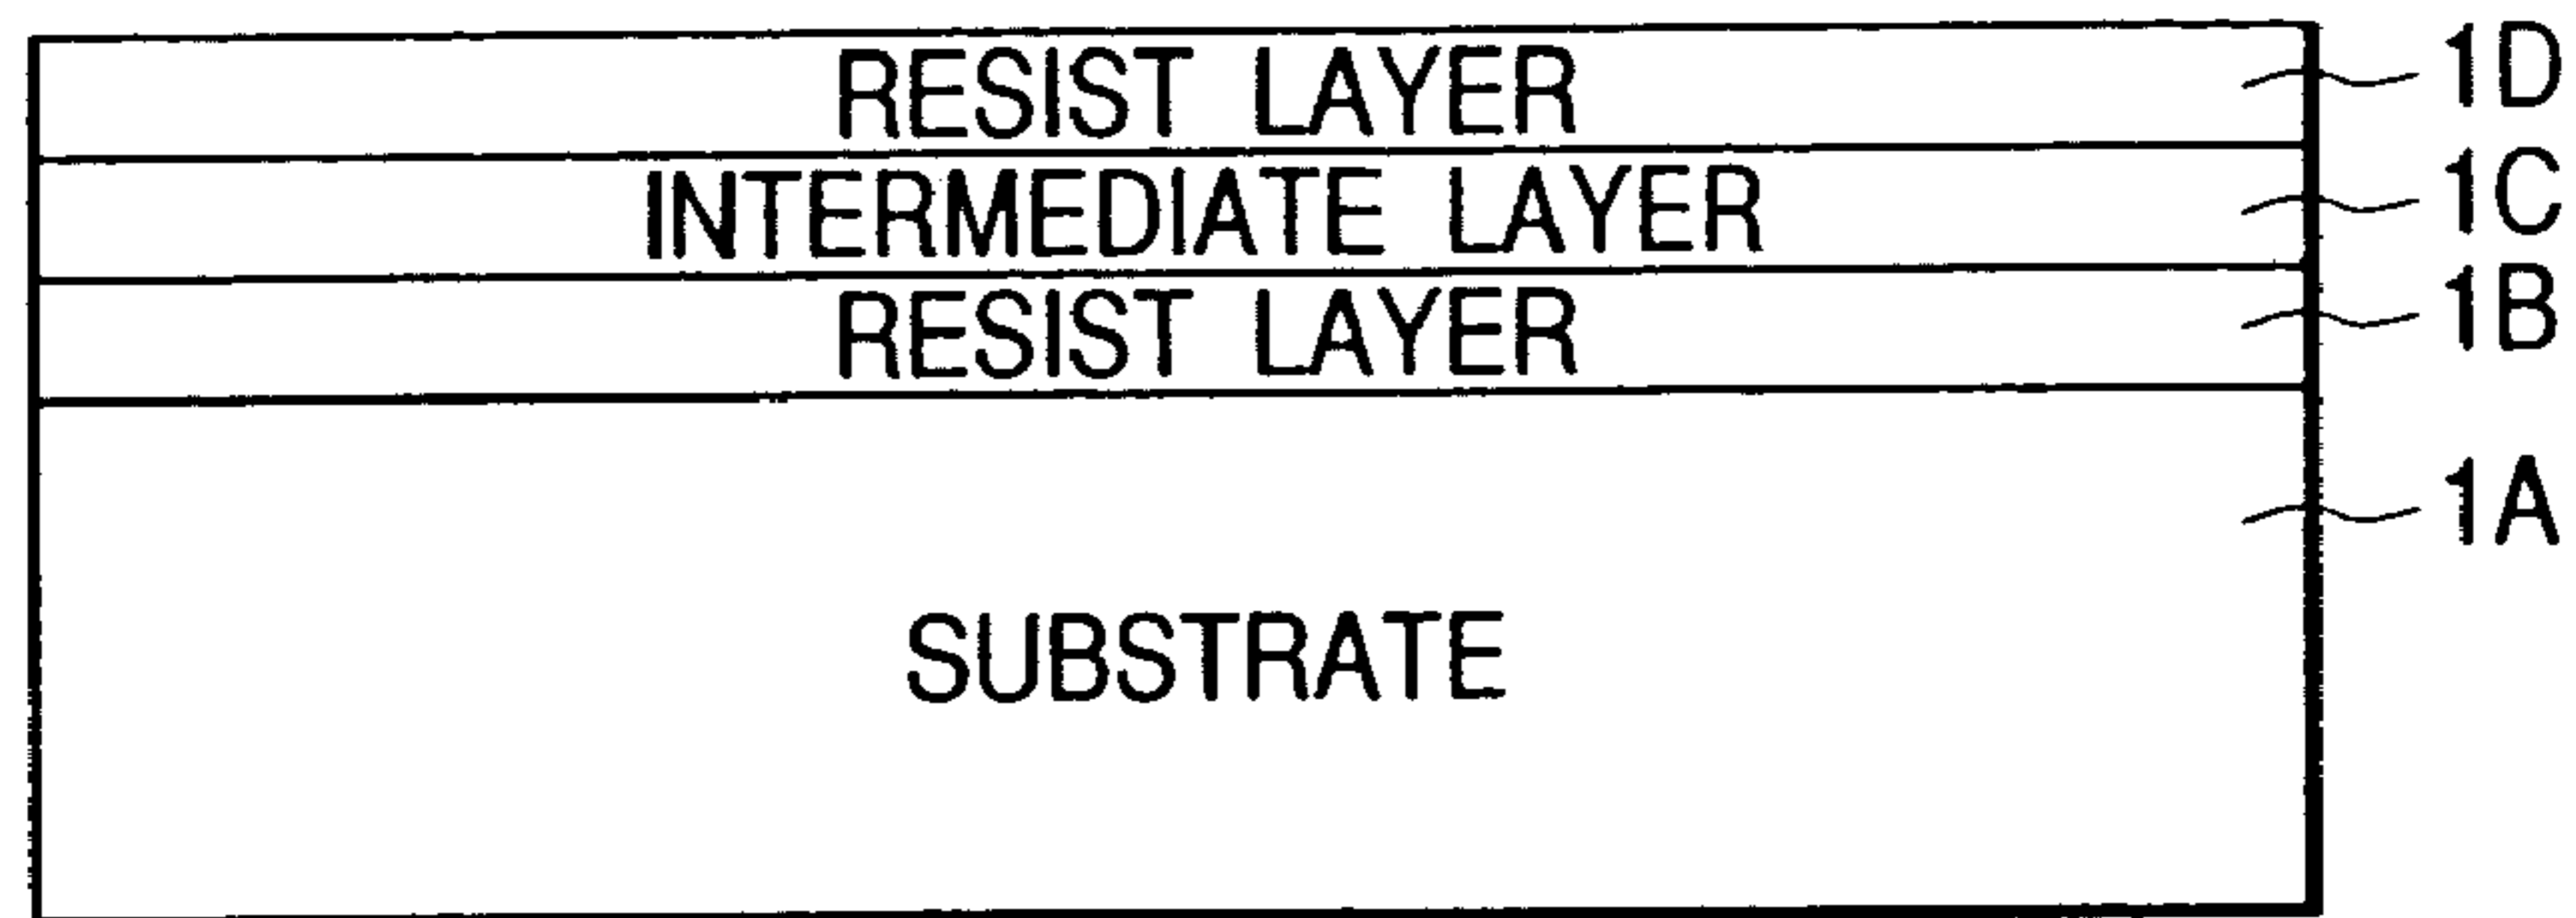 RESIST LAYER 1D
INTERMEDIATE LAYER 1C
RESIST LAYER 1B
1A
SUBSTRATE